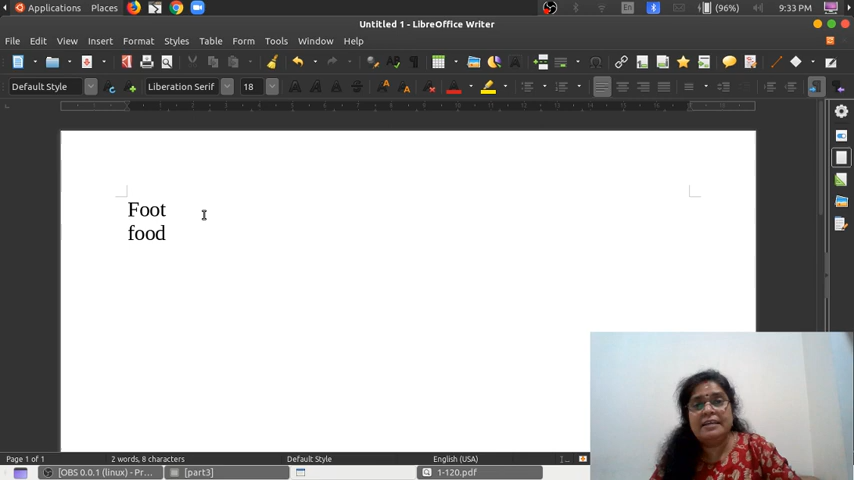 Applications Places En (96%) 9:33 PM
Untitled 1 - LibreOffice Writer
File Edit View Insert Format Styles Table Form Tools Window Help
Default Style Liberation Serif 18
Foot
food
Page 1 of 1 2 words, 8 characters Default Style English (USA)
[OBS 0.0.1 (linux) - Pr... [part3] 1-120.pdf